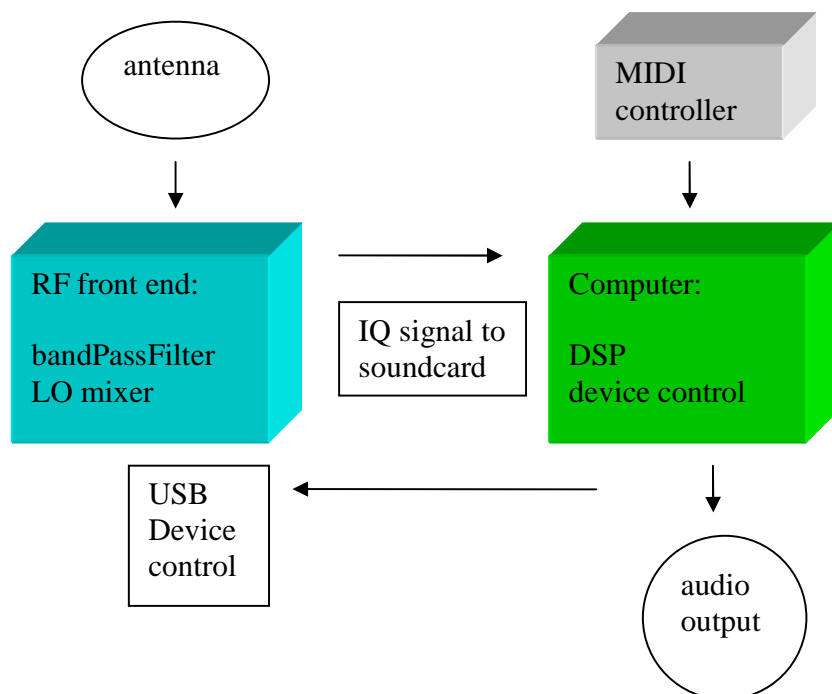 antenna
MIDI
controller
RF front end:
bandPassFilter
LO mixer
IQ signal to
soundcard
Computer:
DSP
device control
USB
Device
control
audio
output